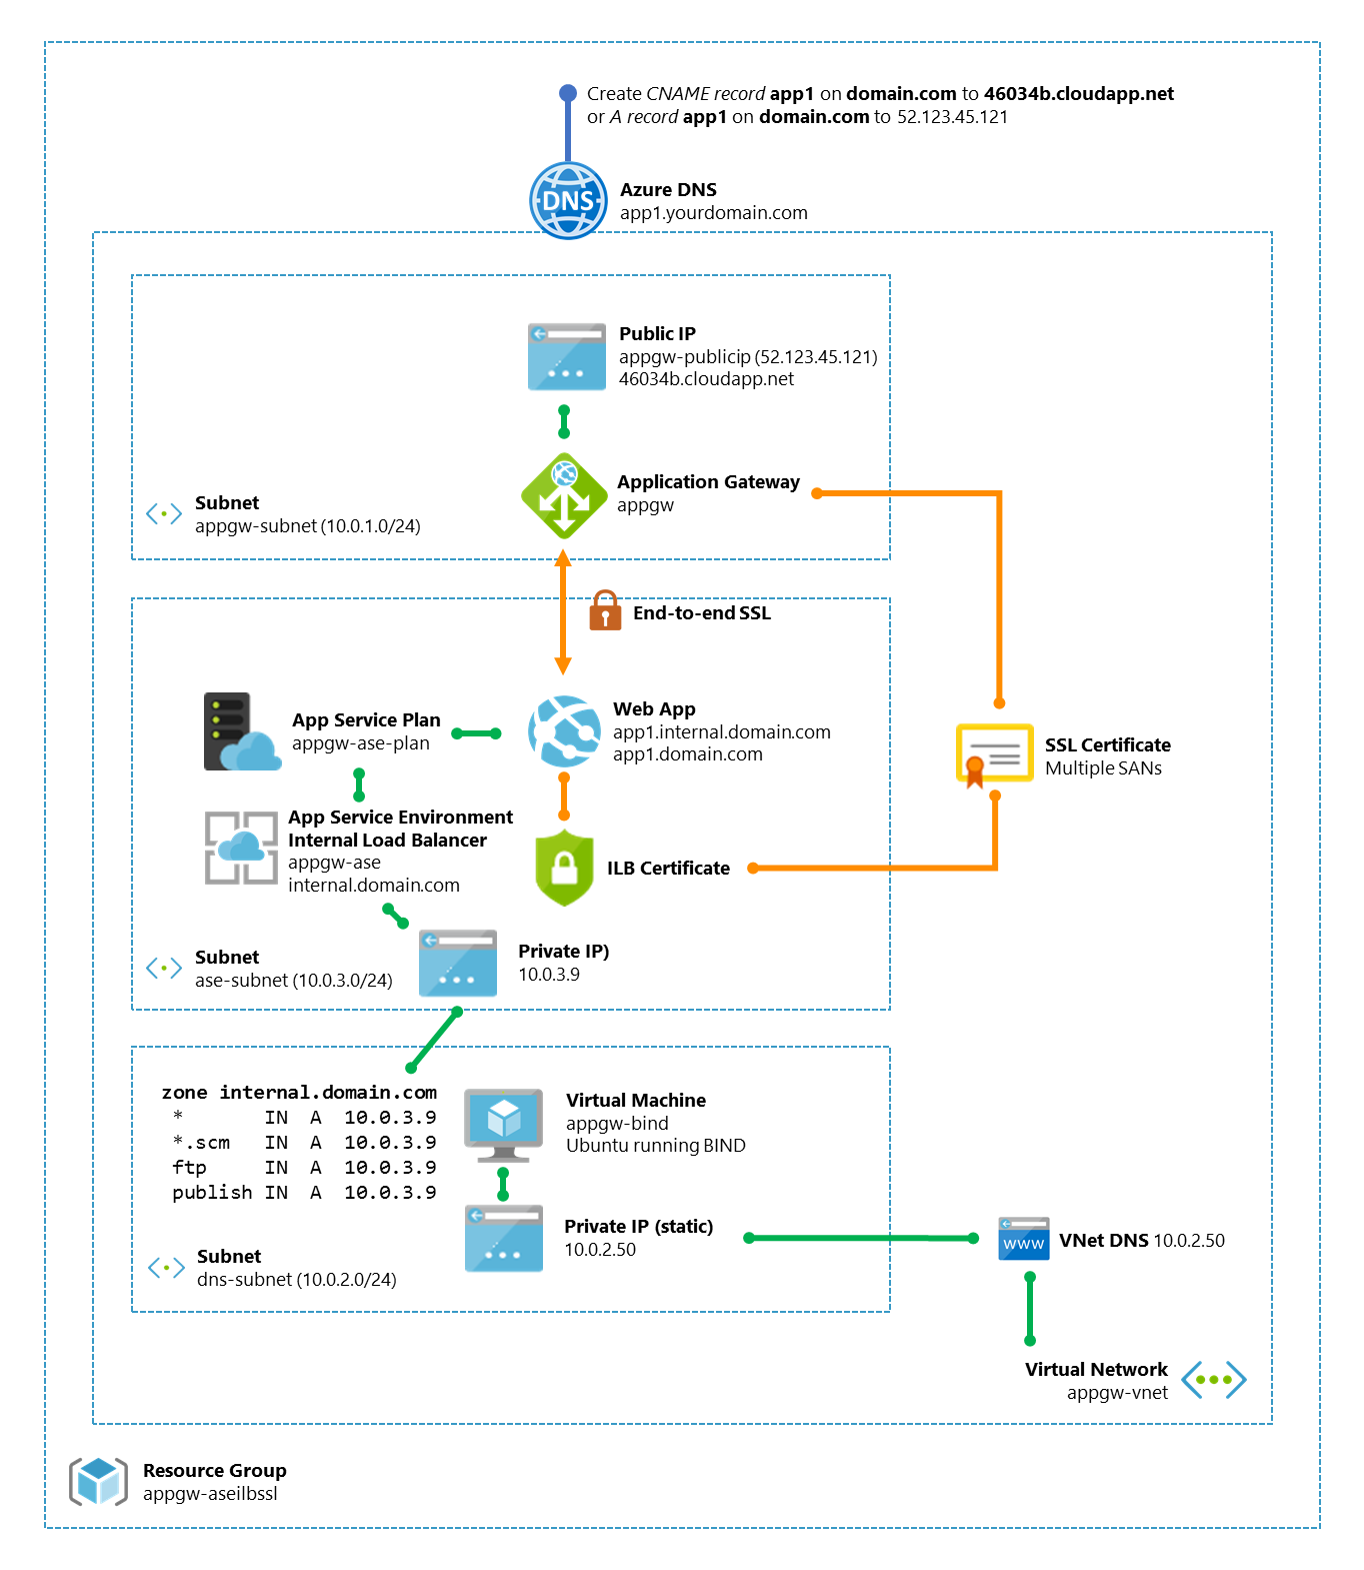 Create CNAME record app1 on domain.com to 46034b.cloudapp.net
or A record app1 on domain.com to 52.123.45.121
DNS
Azure DNS
app1.yourdomain.com
Public IP
appgw-publicip (52.123.45.121)
46034b.cloudapp.net
Application Gateway
appgw
Subnet
appgw-subnet (10.0.1.0/24)
End-to-end SSL
App Service Plan
appgw-ase-plan
Web App
app1.internal.domain.com
app1.domain.com
SSL Certificate
Multiple SANs
App Service Environment
Internal Load Balancer
appgw-ase
internal.domain.com
ILB Certificate
Subnet
ase-subnet (10.0.3.0/24)
Private IP)
10.0.3.9
zone internal.domain.com
* IN A 10.0.3.9
*.scm IN A 10.0.3.9
ftp IN A 10.0.3.9
publish IN A 10.0.3.9
Virtual Machine
appgw-bind
Ubuntu running BIND
Private IP (static)
10.0.2.50
www
VNet DNS 10.0.2.50
Subnet
dns-subnet (10.0.2.0/24)
Virtual Network
appgw-vnet
Resource Group
appgw-aseilbssl